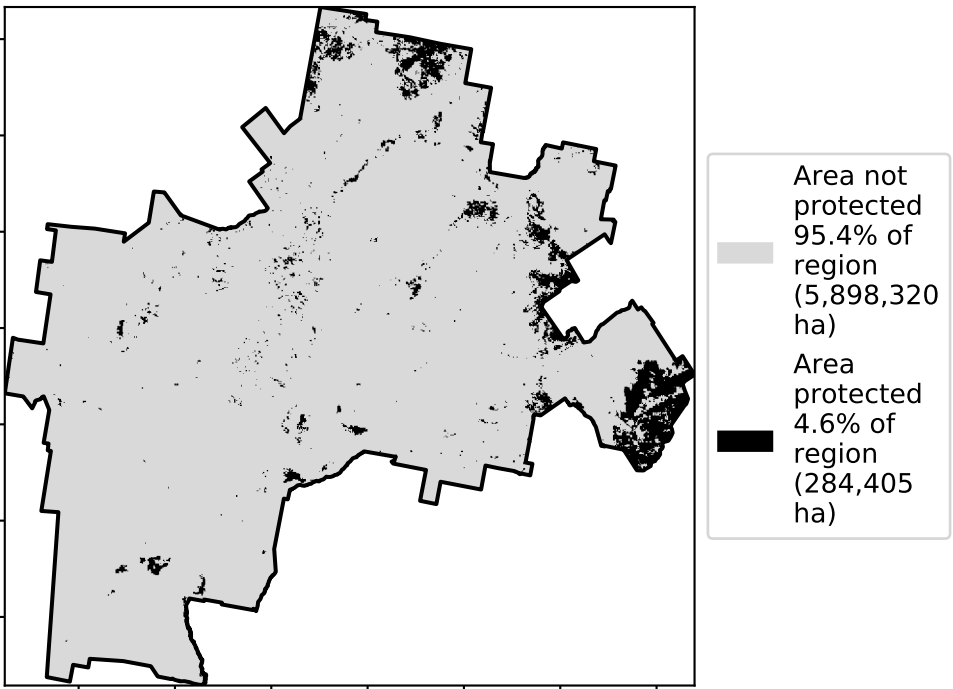 Area not
protected
95.4% of
region
(5,898,320
ha)
Area
protected
4.6% of
region
(284,405
ha)